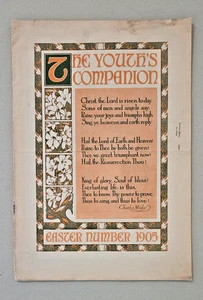 THE YOUTH'S
COMPANION
Christ the Lord is risen to-day
Sons of men and angels say.
Raise your joys and triumphs high
Sing, ye heavens and earth reply.
Hail the Lord of Earth and Heaven
Praise to Thee by both be given:
Thee we greet triumphant now:
Hail the Resurrection Thou:
King of glory, Soul of bliss:
Everlasting life is this,
Thee to know, Thy power to prove,
Thus to sing, and thus to love:
Charles Wesley
EASTER NUMBER 1905